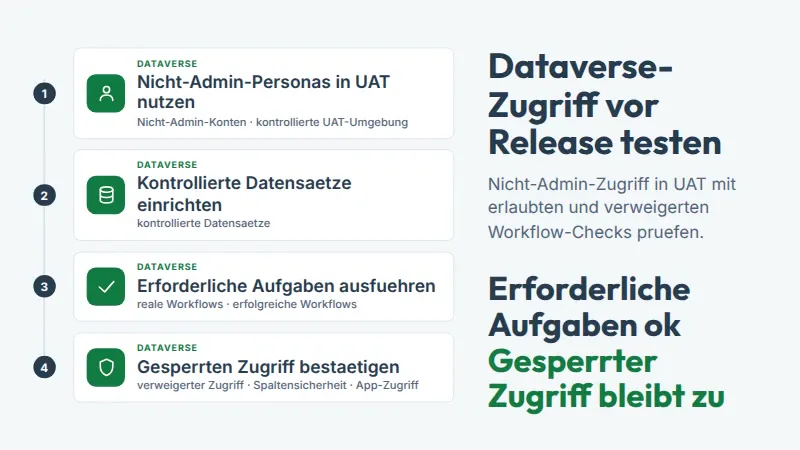 1
DATAVERSE
Nicht-Admin-Personas in UAT
nutzen
Nicht-Admin-Konten · kontrollierte UAT-Umgebung
2
DATAVERSE
Kontrollierte Datensaetze
einrichten
kontrollierte Datensaetze
3
DATAVERSE
Erforderliche Aufgaben ausfuehren
reale Workflows · erfolgreiche Workflows
4
DATAVERSE
Gesperrten Zugriff bestaetigen
verweigerter Zugriff · Spaltensicherheit · App-Zugriff
Dataverse-
Zugriff vor
Release testen
Nicht-Admin-Zugriff in UAT mit
erlaubten und verweigerten
Workflow-Checks pruefen.
Erforderliche
Aufgaben ok
Gesperrter
Zugriff bleibt zu